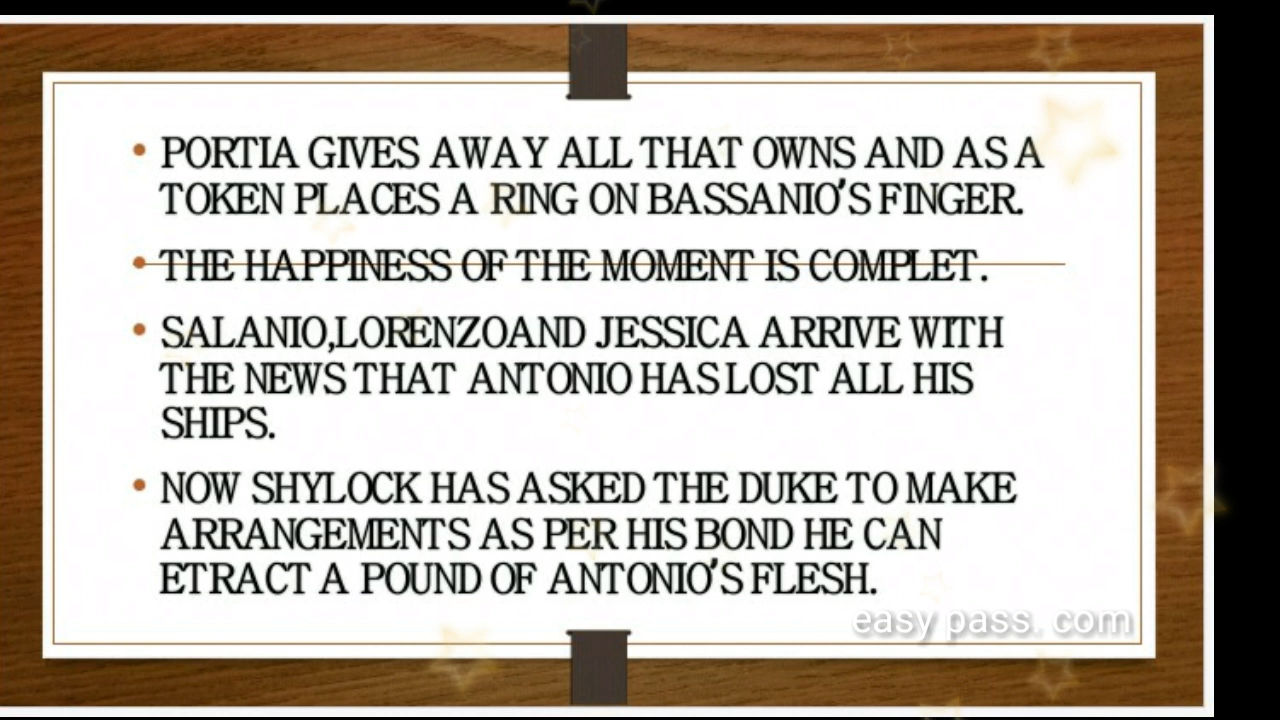 • PORTIA GIVES AWAY ALL THAT OWNS AND AS A
TOKEN PLACES A RING ON BASSANIO'S FINGER.
• THE HAPPINESS OF THE MOMENT IS COMPLET.
• SALANIO,LORENZOAND JESSICA ARRIVE WITH
THE NEWS THAT ANTONIO HAS LOST ALL HIS
SHIPS.
• NOW SHYLOCK HAS ASKED THE DUKE TO MAKE
ARRANGEMENTS AS PER HIS BOND HE CAN
ETRACT A POUND OF ANTONIO'S FLESH.
easy pass. com